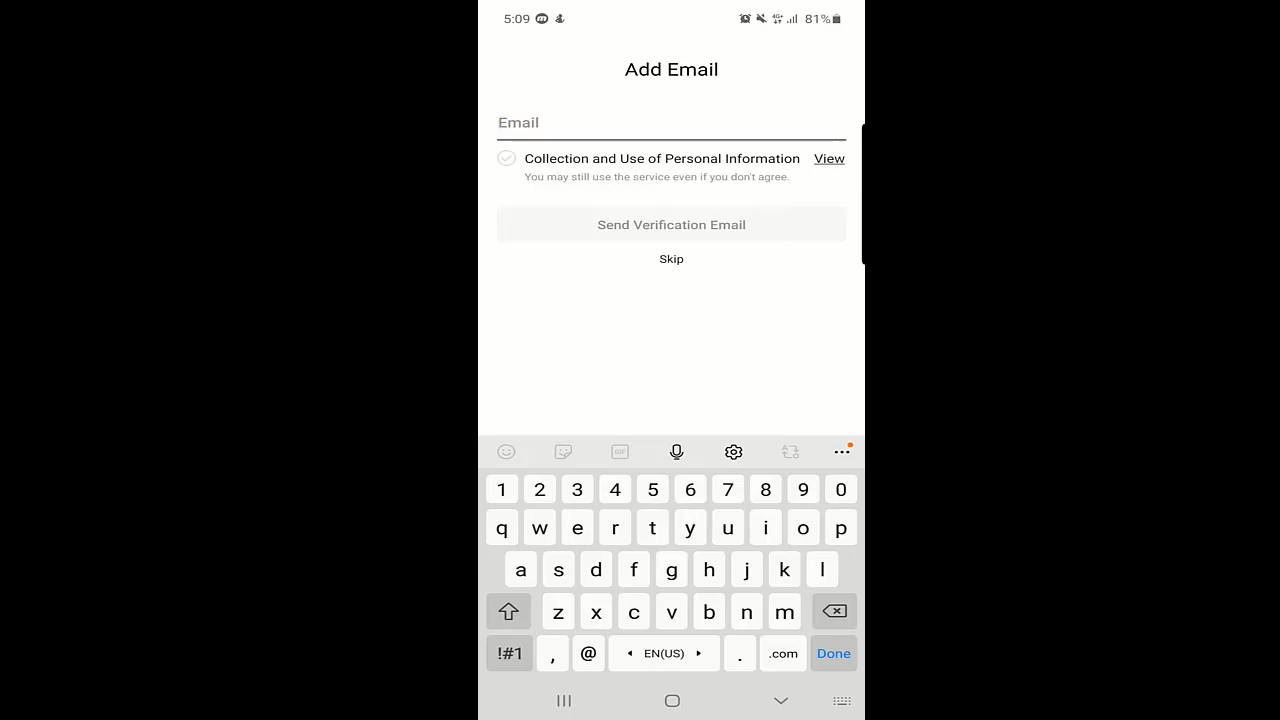 5:09 81%
Add Email
Email
Collection and Use of Personal Information View
You may still use the service even if you don't agree.
Send Verification Email
Skip
GIF
1 2 3 4 5 6 7 8 9 0
q w e r t y u i o p
a s d f g h j k l
z x c v b n m
!#1 , @ EN(US) . .com Done